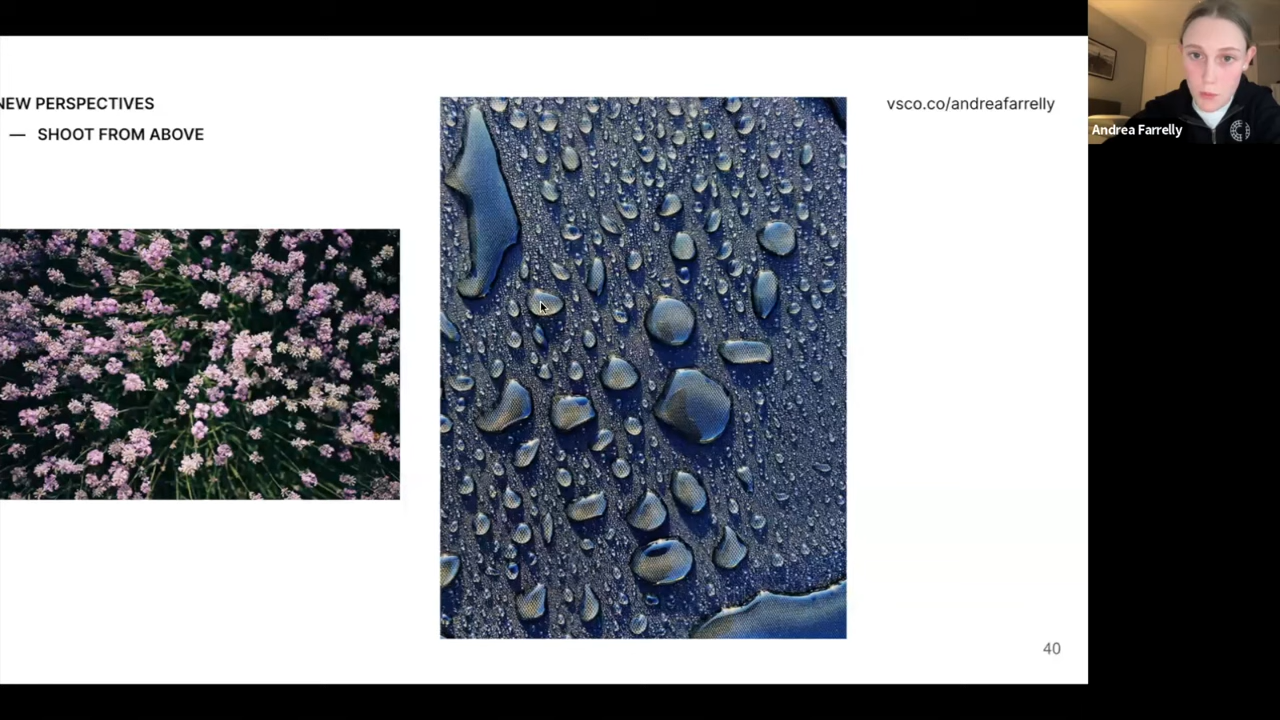 NEW PERSPECTIVES
— SHOOT FROM ABOVE
vsco.co/andreafarrelly
40
Andrea Farrelly